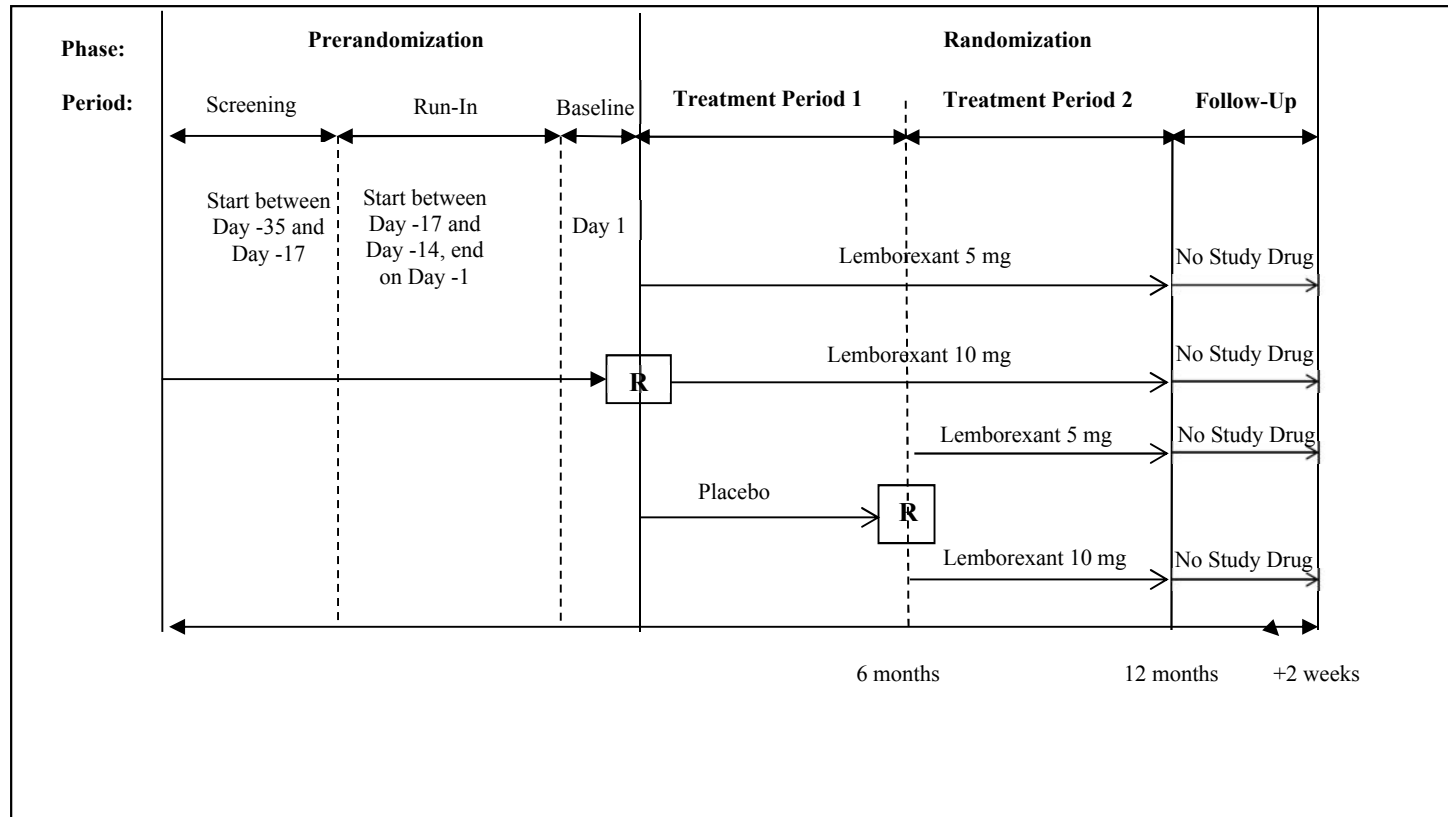 Phase:
Prerandomization
Randomization
Period:
Screening
Run-In
Baseline
Treatment Period 1
Treatment Period 2
Follow-Up
Start between
Day -35 and
Day -17
Start between
Day -17 and
Day -14, end
on Day -1
Day 1
Lemborexant 5 mg
No Study Drug
R
Lemborexant 10 mg
No Study Drug
Lemborexant 5 mg
No Study Drug
Placebo
R
Lemborexant 10 mg
No Study Drug
6 months
12 months
+2 weeks